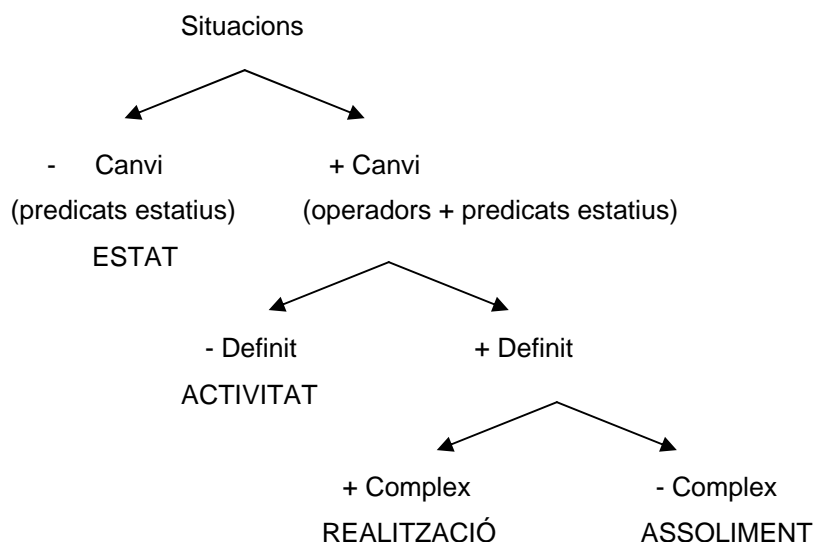 Situacions
- Canvi + Canvi
(predicats estatius) (operadors + predicats estatius)
ESTAT
- Definit + Definit
ACTIVITAT
+ Complex - Complex
REALITZACIÓ ASSOLIMENT